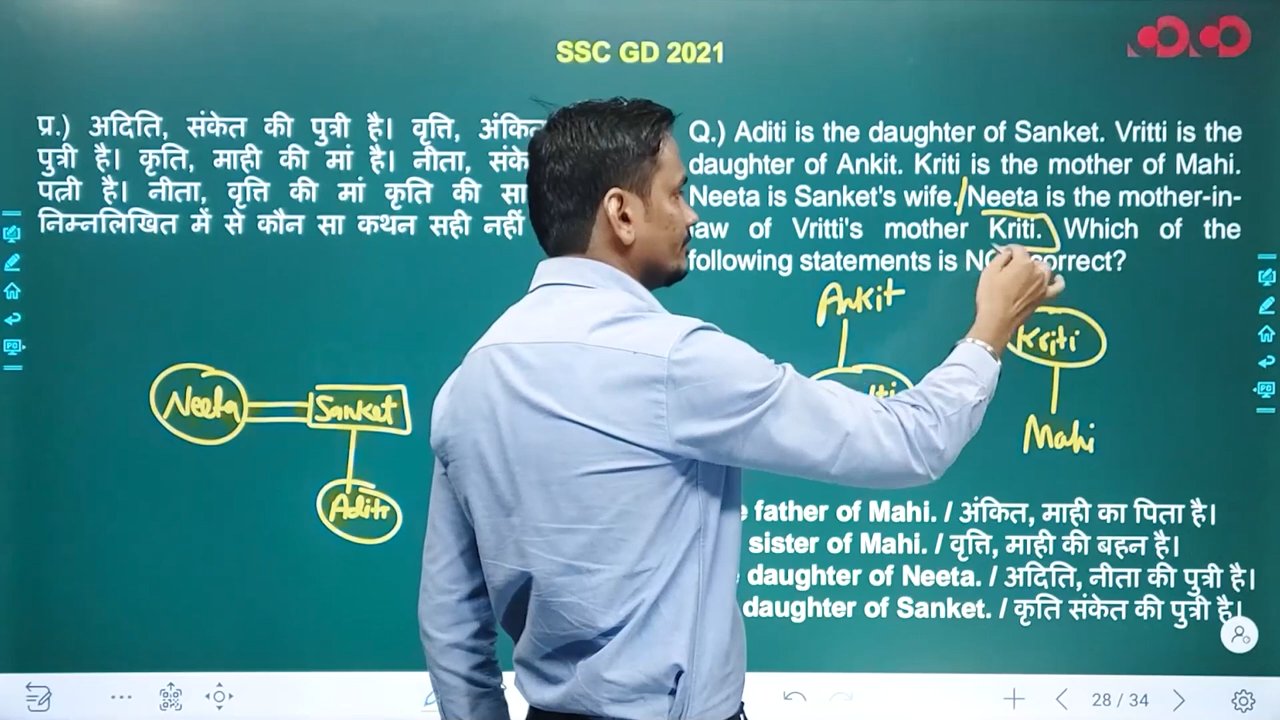 SSC GD 2021
प्र.) अदिति, संकेत की पुत्री है। वृत्ति, अंकित
पुत्री है। कृति, माही की मां है। नीता, संके
पत्नी है। नीता, वृत्ति की मां कृति की सा
निम्नलिखित में से कौन सा कथन सही नहीं
Q.) Aditi is the daughter of Sanket. Vritti is the
daughter of Ankit. Kriti is the mother of Mahi.
Neeta is Sanket's wife. Neeta is the mother-in-
law of Vritti's mother Kriti. Which of the
following statements is correct?
Ankit
Kriti
Mahi
Neeta Sanket
Aditi
father of Mahi. / अंकित, माही का पिता है।
sister of Mahi. / वृत्ति, माही की बहन है।
daughter of Neeta. / अदिति, नीता की पुत्री है।
daughter of Sanket. / कृति संकेत की पुत्री है।
28 / 34